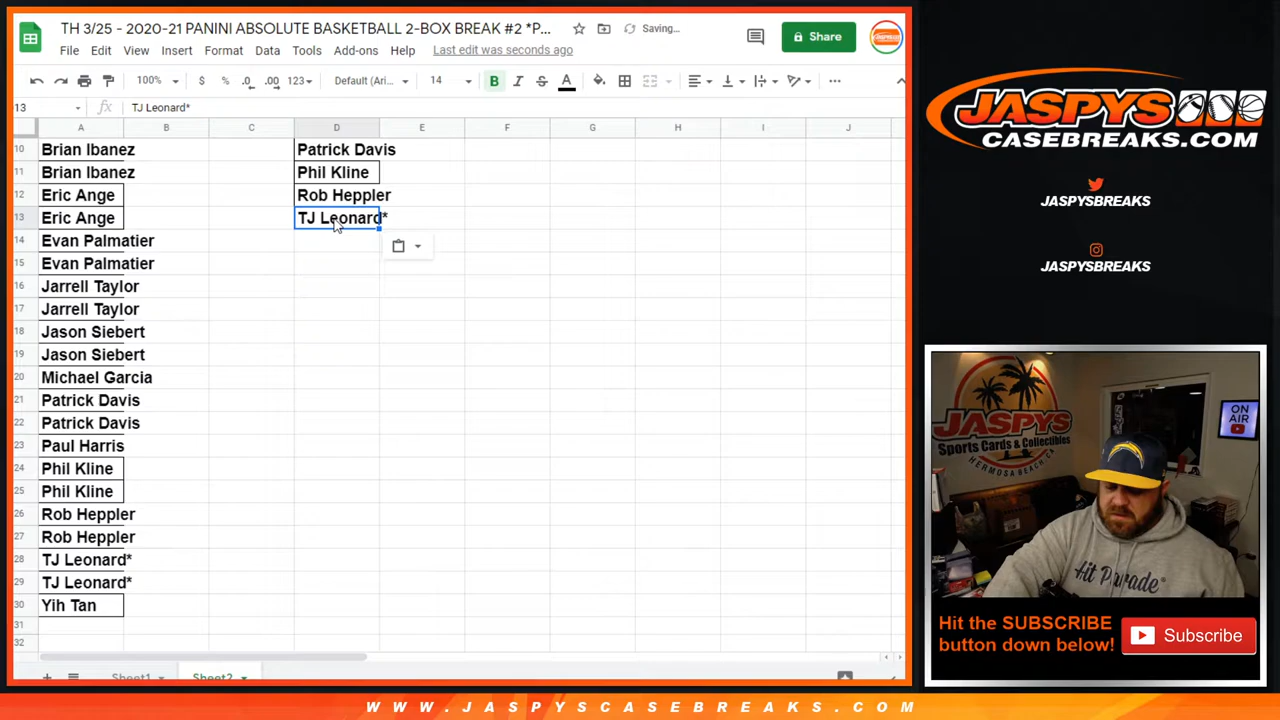 TH 3/25 - 2020-21 PANINI ABSOLUTE BASKETBALL 2-BOX BREAK #2 *P...
Saving...
File Edit View Insert Format Data Tools Add-ons Help Last edit was seconds ago
Share
100% $ % .0 .00 123 Default (Ari... 14 B I S A
13 fx TJ Leonard*
A B C D E F G H I J
10 Brian Ibanez Patrick Davis
11 Brian Ibanez Phil Kline
12 Eric Ange Rob Heppler
13 Eric Ange TJ Leonard*
14 Evan Palmatier
15 Evan Palmatier
16 Jarrell Taylor
17 Jarrell Taylor
18 Jason Siebert
19 Jason Siebert
20 Michael Garcia
21 Patrick Davis
22 Patrick Davis
23 Paul Harris
24 Phil Kline
25 Phil Kline
26 Rob Heppler
27 Rob Heppler
28 TJ Leonard*
29 TJ Leonard*
30 Yih Tan
31
32
Sheet1 Sheet2
JASPYS
CASEBREAKS.COM
JASPYSBREAKS
JASPYSBREAKS
JASPYS
Sports Cards & Collectibles
HERMOSA BEACH, CA.
ON
AIR
Hit Parade
Hit the SUBSCRIBE
button down below!
Subscribe
WWW.JASPYSCASEBREAKS.COM